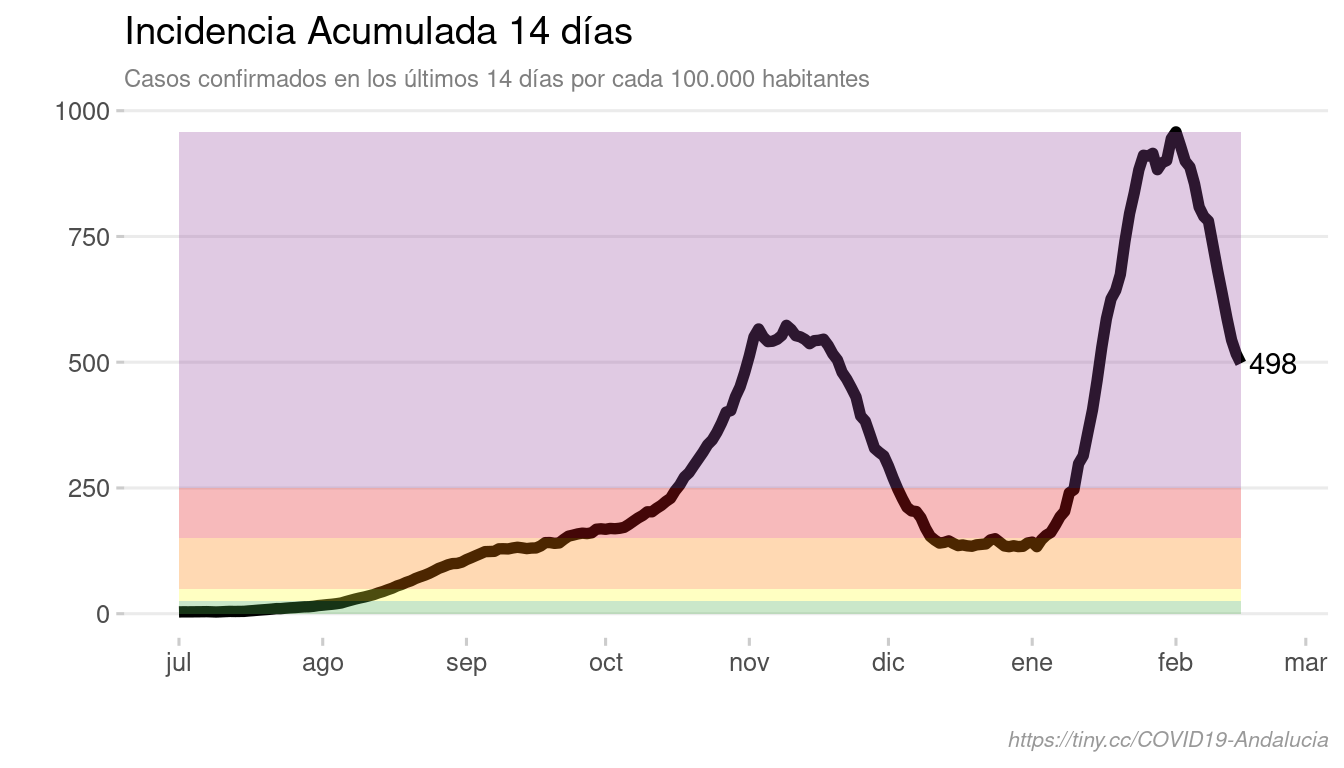 Incidencia Acumulada 14 días
Casos confirmados en los últimos 14 días por cada 100.000 habitantes
1000
750
500
498
250
0
jul ago sep oct nov dic ene feb mar
https://tiny.cc/COVID19-Andalucia